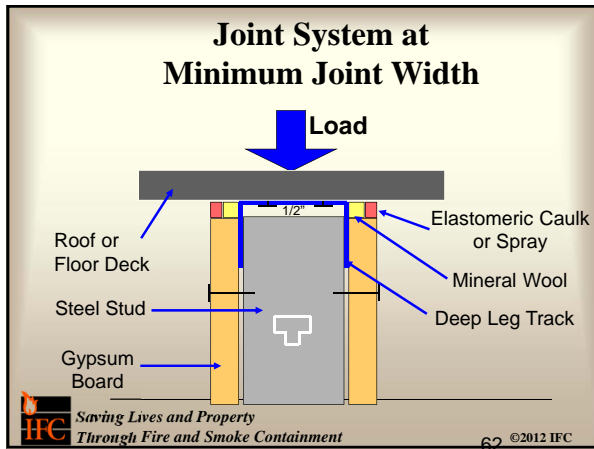 Joint System at
Minimum Joint Width
Load
1/2"
Elastomeric Caulk
or Spray
Roof or
Floor Deck
Mineral Wool
Steel Stud
Deep Leg Track
Gypsum
Board
IFC
Saving Lives and Property
Through Fire and Smoke Containment
62 ©2012 IFC